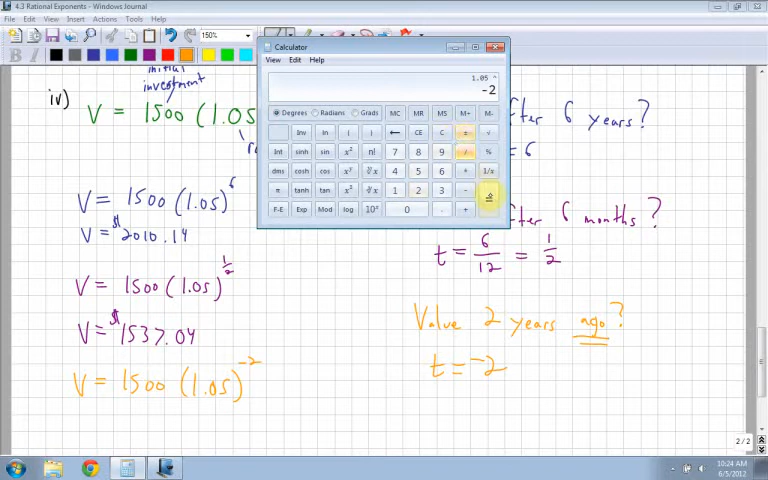 4.3 Rational Exponents - Windows Journal
File Edit View Insert Actions Tools Help
150%
B
Calculator
View Edit Help
1.05 ^
-2
Degrees Radians Grads MC MR MS M+ M-
Inv ln ( ) ← CE C ± √
Int sinh sin x² n! 7 8 9 / %
dms cosh cos xʸ ʸ√x 4 5 6 * 1/x
π tanh tan x³ ³√x 1 2 3 - =
F-E Exp Mod log 10ˣ 0 . +
initial
investment
iv) V = 1500 (1.05
after 6 years?
= 6
V = 1500 (1.05)⁶
V = $2010.14
after 6 months?
t = 6/12 = 1/2
V = 1500 (1.05)^1/2
V = $1537.04
Value 2 years ago?
t = -2
V = 1500 (1.05)⁻²
2 / 2
10:24 AM
6/5/2012